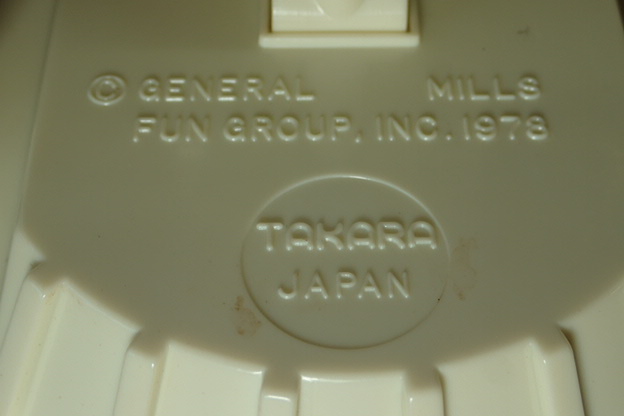 © GENERAL MILLS
FUN GROUP, INC. 1978
TAKARA
JAPAN